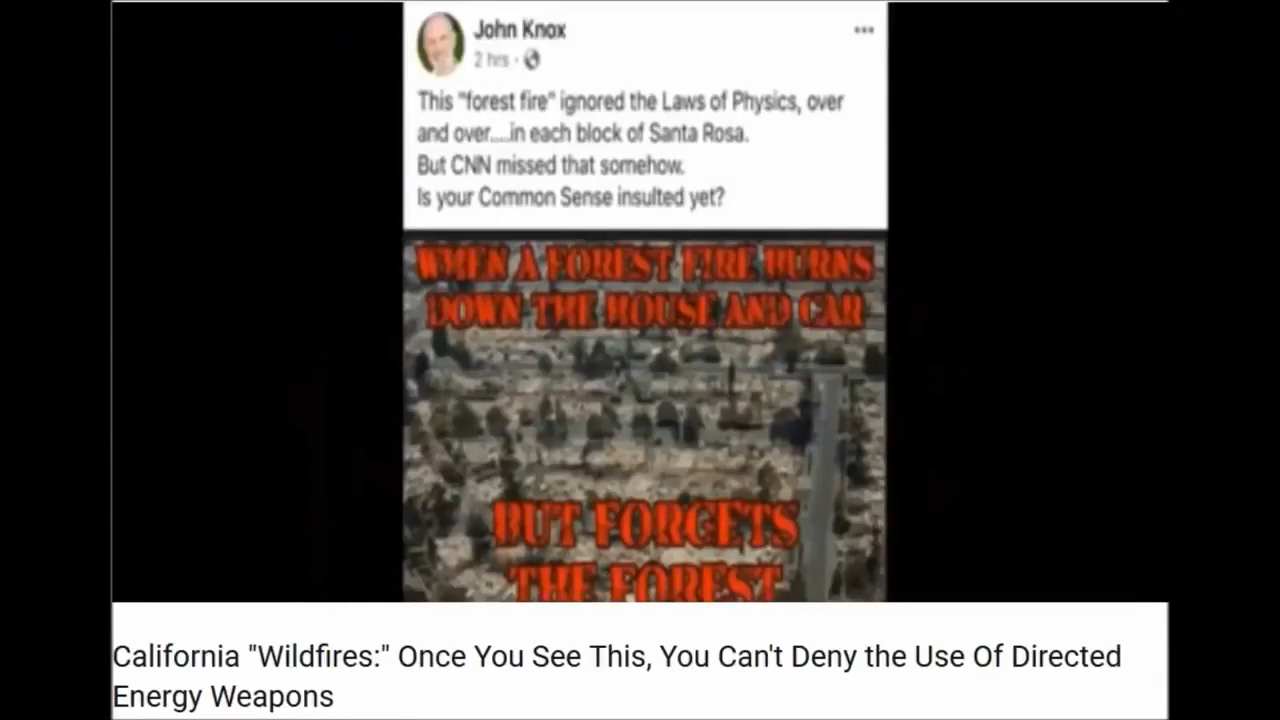 John Knox
2 hrs ·
This "forest fire" ignored the Laws of Physics, over
and over....in each block of Santa Rosa.
But CNN missed that somehow.
Is your Common Sense insulted yet?
WHEN A FOREST FIRE BURNS
DOWN THE HOUSE AND CAR
BUT FORGETS
THE FOREST
California "Wildfires:" Once You See This, You Can't Deny the Use Of Directed
Energy Weapons